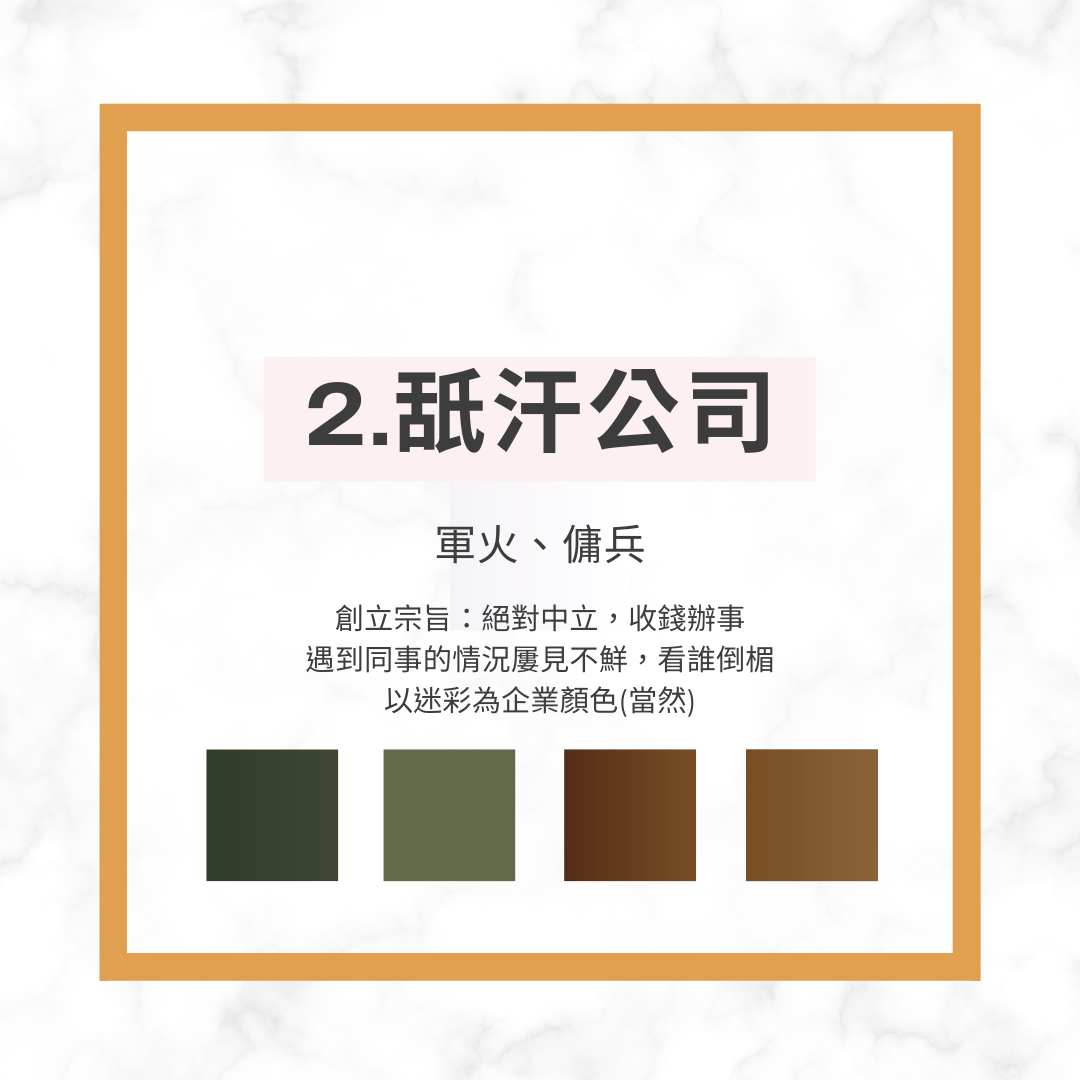 2.舐汗公司
軍火、傭兵
創立宗旨：絕對中立，收錢辦事
遇到同事的情況屢見不鮮，看誰倒楣
以迷彩為企業顏色(當然)